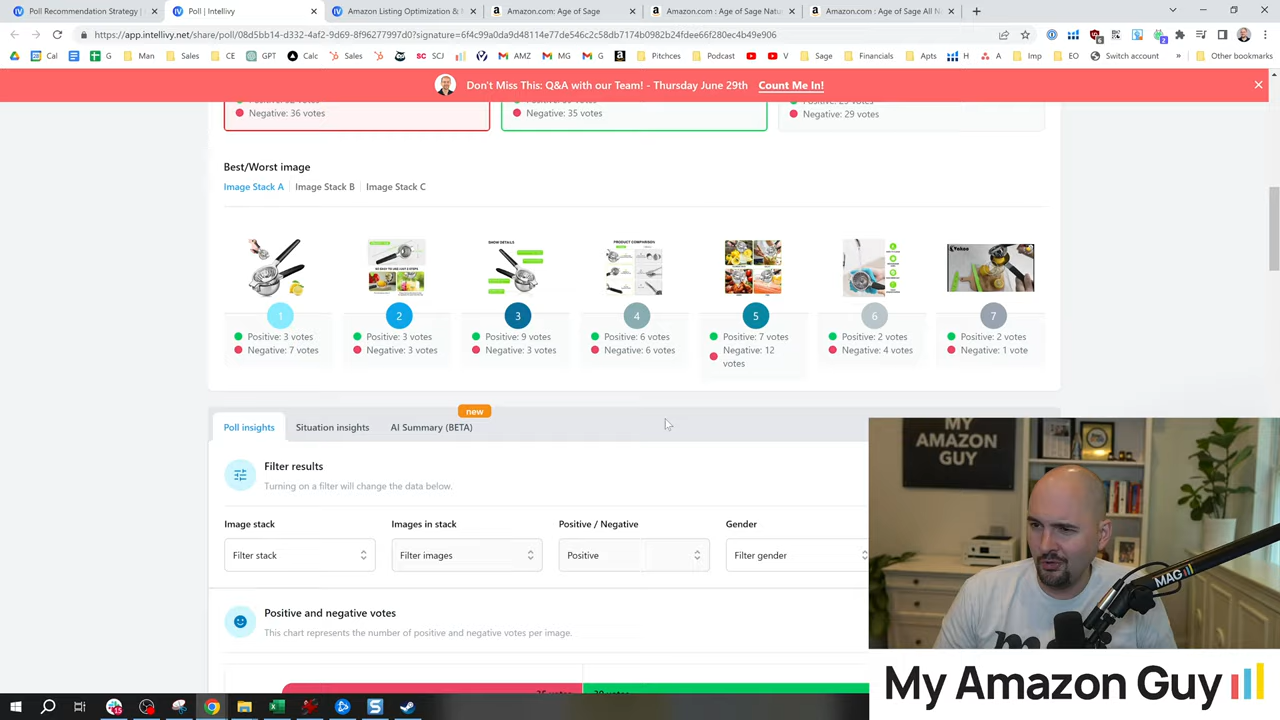 Poll Recommendation Strategy |
Poll | Intellivy
Amazon Listing Optimization &
Amazon.com: Age of Sage
Amazon.com : Age of Sage Natu
Amazon.com : Age of Sage All N
https://app.intellivy.net/share/poll/08d5bb14-d332-4af2-9d69-8f96277997d0?signature=6f4c99a0da9d48114e77de546c2c58db7174b0982b24fdee66f280ec4b49e906
Cal
G
Man
Sales
CE
GPT
Calc
Sales
SC
SCJ
AMZ
MG
G
Pitchces
Podcast
V
Sage
Financials
Apts
H
A
Imp
EO
Switch account
Other bookmarks
Don't Miss This: Q&A with our Team! - Thursday June 29th Count Me In!
Negative: 36 votes
Negative: 35 votes
Negative: 29 votes
Best/Worst image
Image Stack A
Image Stack B
Image Stack C
SHOW DETAILS
PRODUCT COMPARISON
1
2
3
4
5
6
7
Positive: 3 votes
Positive: 3 votes
Positive: 9 votes
Positive: 6 votes
Positive: 7 votes
Positive: 2 votes
Positive: 2 votes
Negative: 7 votes
Negative: 3 votes
Negative: 3 votes
Negative: 6 votes
Negative: 12
votes
Negative: 4 votes
Negative: 1 vote
new
Poll insights
Situation insights
AI Summary (BETA)
Filter results
Turning on a filter will change the data below.
Image stack
Images in stack
Positive / Negative
Gender
Filter stack
Filter images
Positive
Filter gender
Positive and negative votes
This chart represents the number of positive and negative votes per image.
MY
AMAZON
GUY
MAG
My Amazon Guy